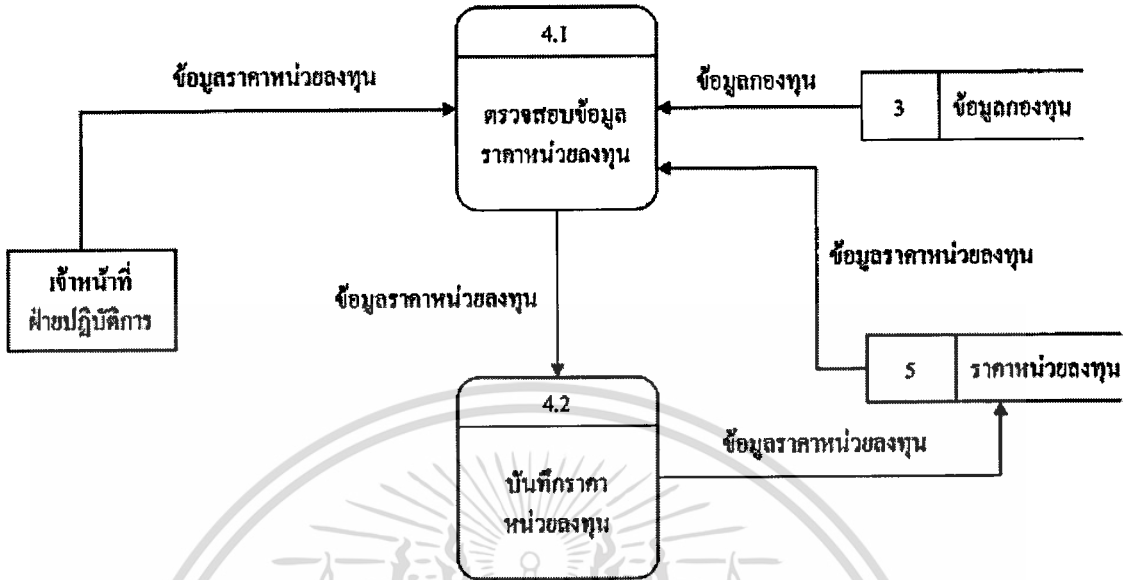 4.1
ตรวจสอบข้อมูล
ราคาหน่วยลงทุน
ข้อมูลราคาหน่วยลงทุน
ข้อมูลกองทุน
3 ข้อมูลกองทุน
เจ้าหน้าที่
ฝ่ายปฏิบัติการ
ข้อมูลราคาหน่วยลงทุน
ข้อมูลราคาหน่วยลงทุน
5 ราคาหน่วยลงทุน
4.2
บันทึกราคา
หน่วยลงทุน
ข้อมูลราคาหน่วยลงทุน